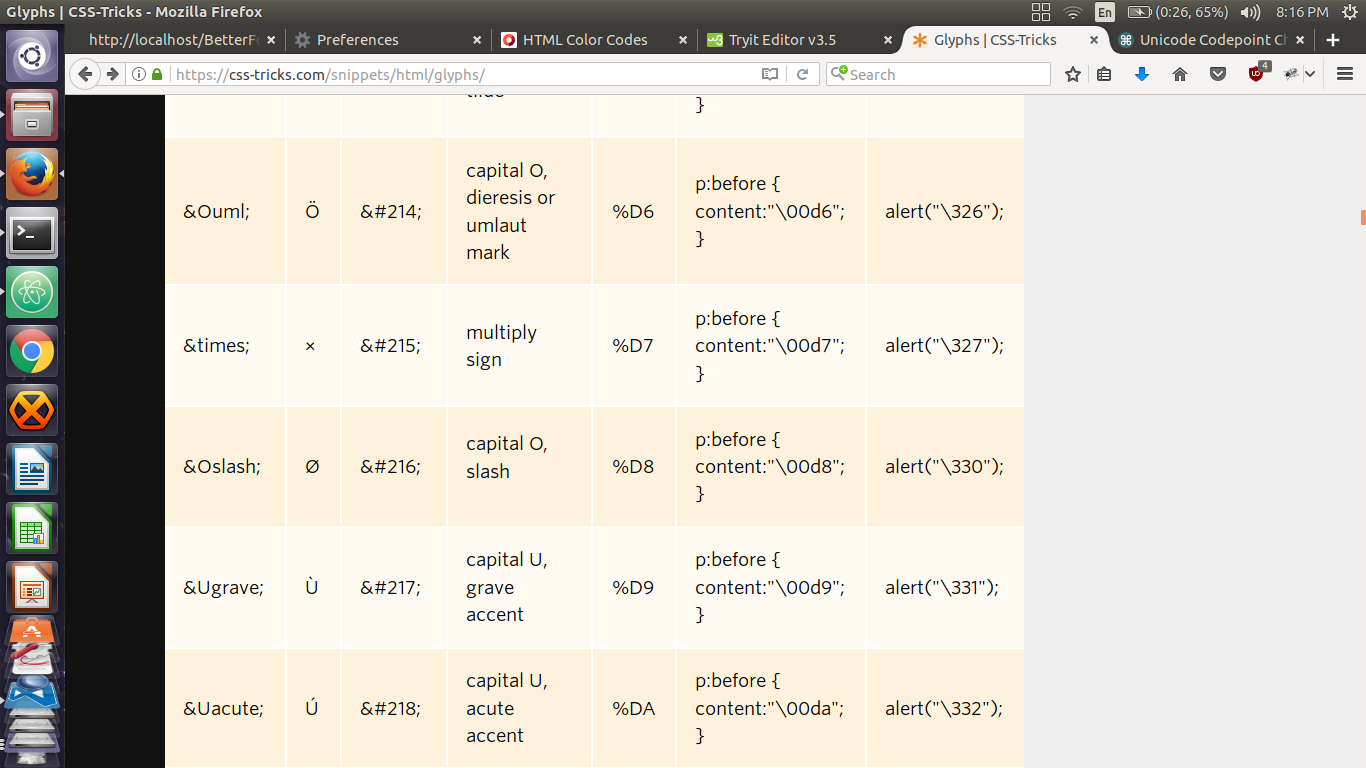 Glyphs | CSS-Tricks - Mozilla Firefox
En
(0:26, 65%)
8:16 PM
http://localhost/BetterF
Preferences
HTML Color Codes
Tryit Editor v3.5
Glyphs | CSS-Tricks
Unicode Codepoint Ch
https://css-tricks.com/snippets/html/glyphs/
Search
4
}
&Ouml;
Ö
&#214;
capital O,
dieresis or
umlaut
mark
%D6
p:before {
content:"\00d6";
}
alert("\326");
&times;
×
&#215;
multiply
sign
%D7
p:before {
content:"\00d7";
}
alert("\327");
&Oslash;
Ø
&#216;
capital O,
slash
%D8
p:before {
content:"\00d8";
}
alert("\330");
&Ugrave;
Ù
&#217;
capital U,
grave
accent
%D9
p:before {
content:"\00d9";
}
alert("\331");
&Uacute;
Ú
&#218;
capital U,
acute
accent
%DA
p:before {
content:"\00da";
}
alert("\332");